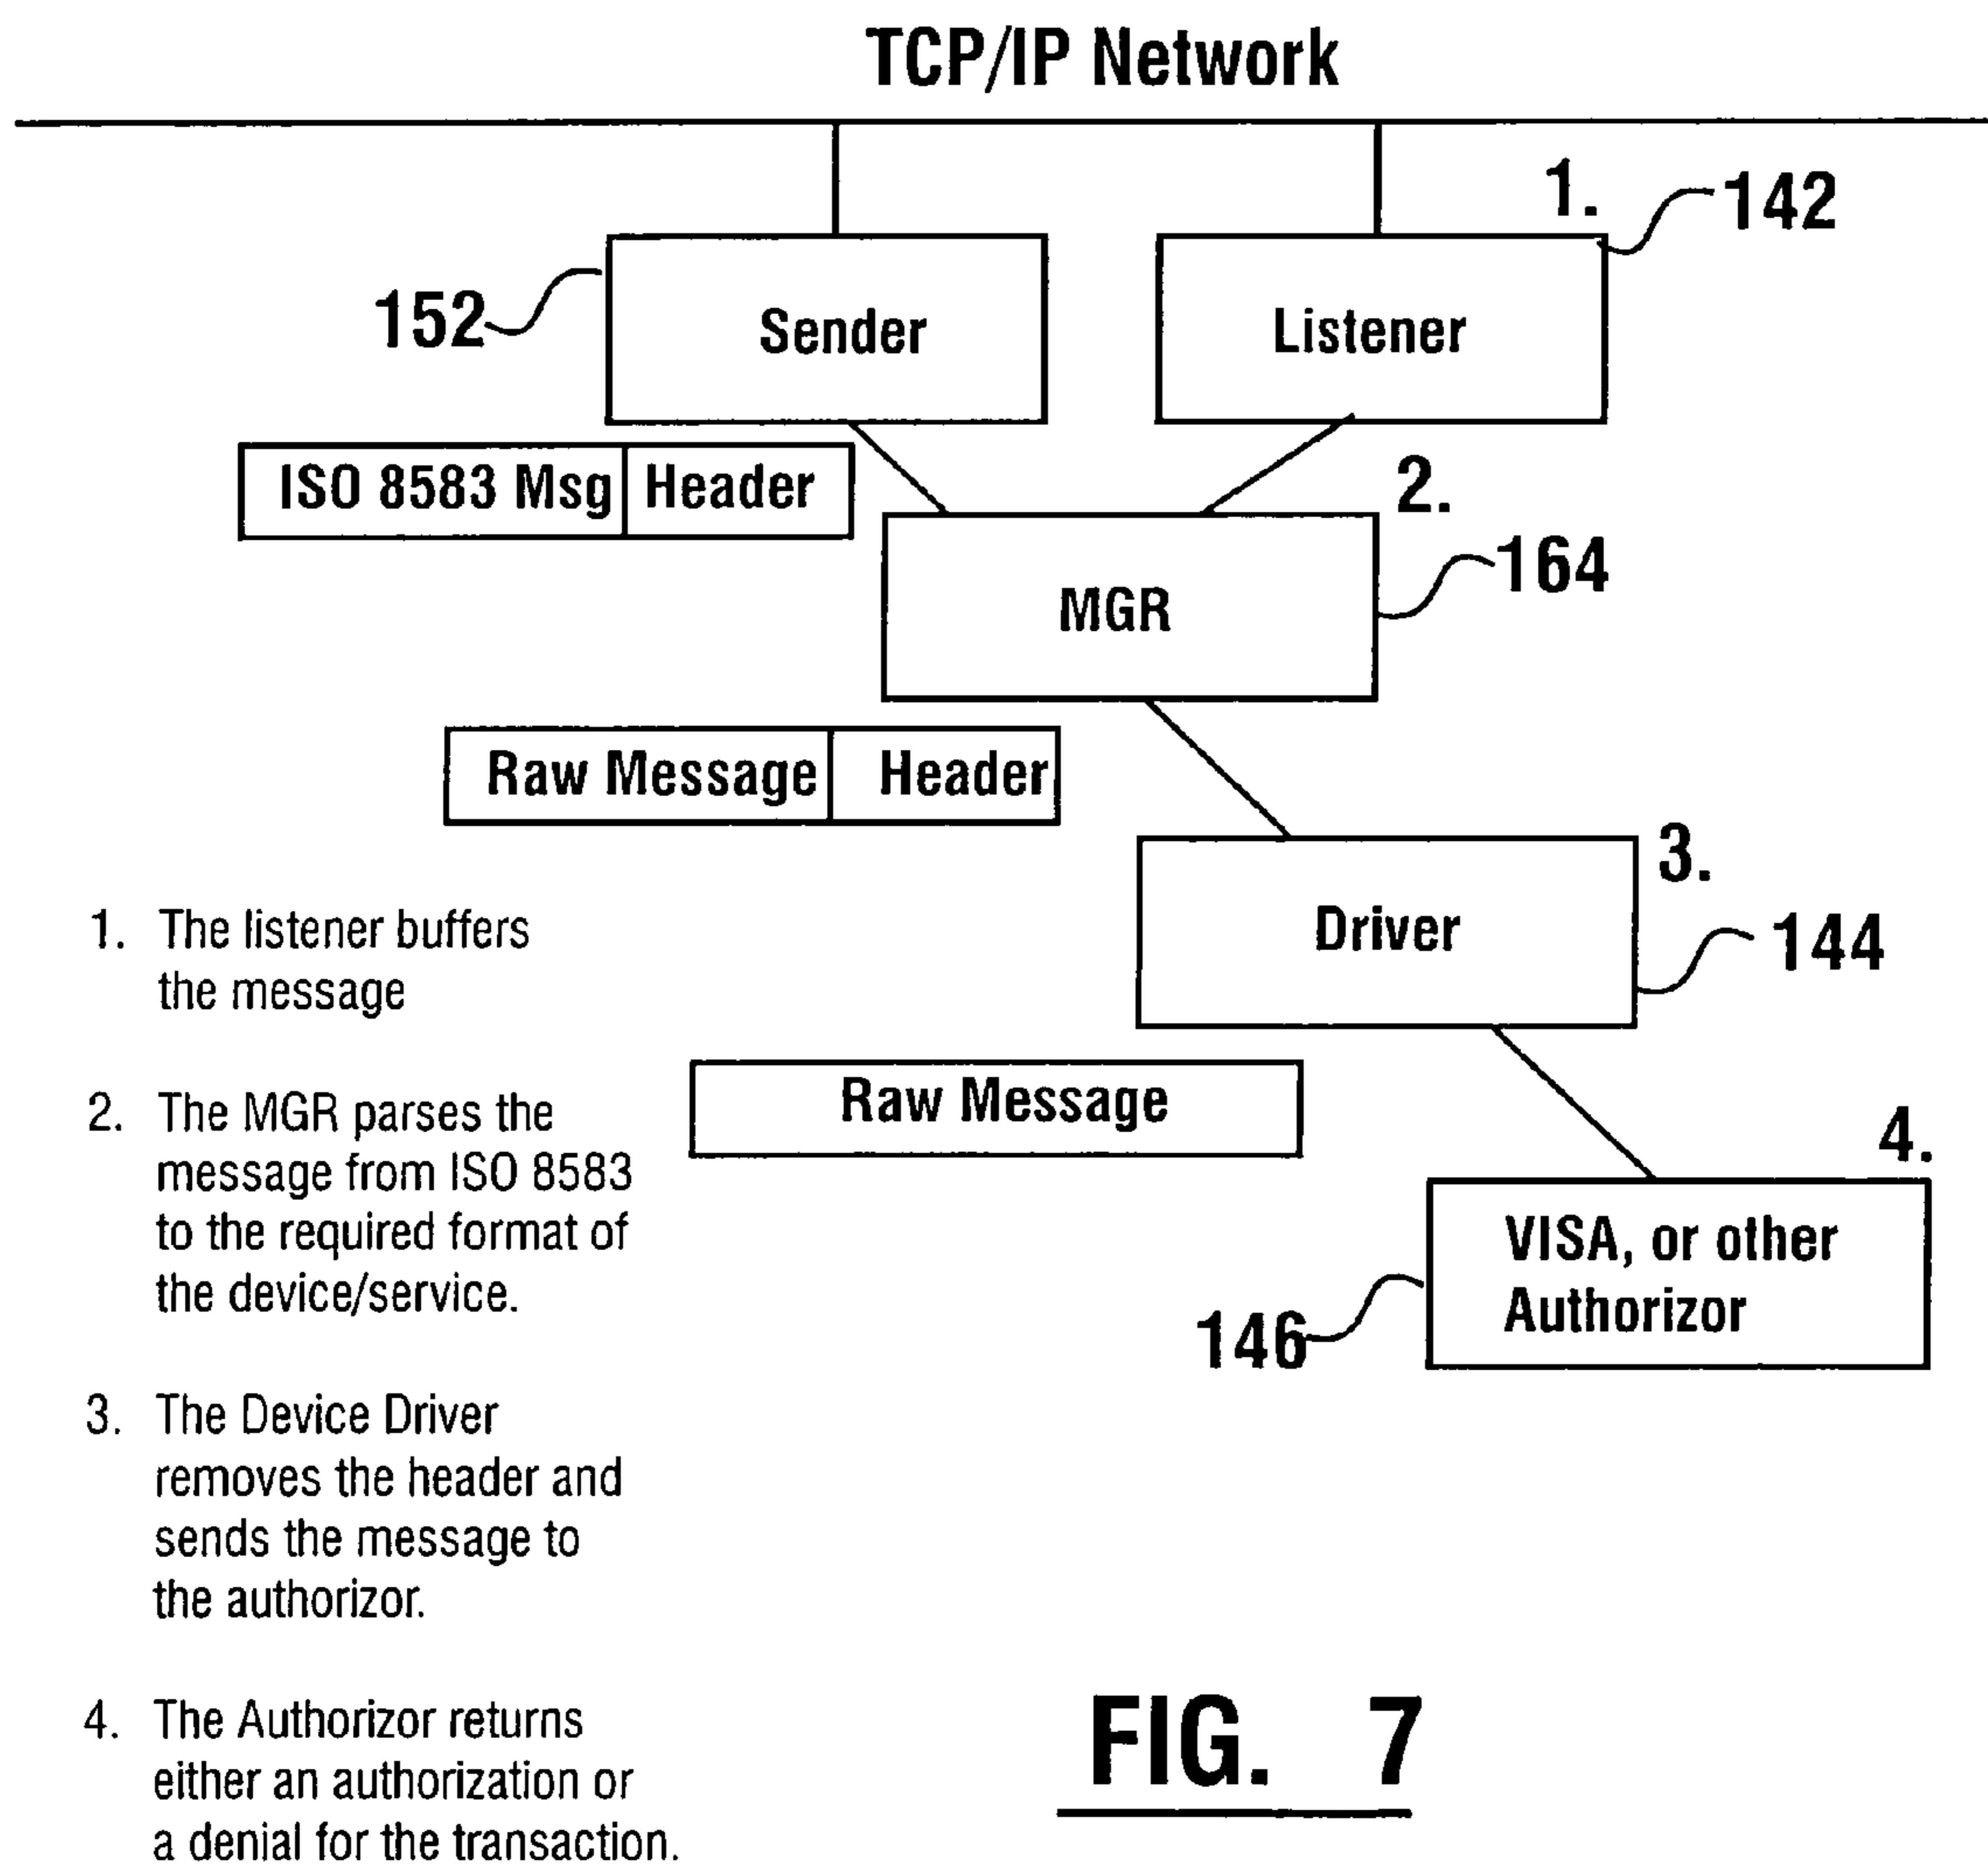 TCP/IP Network
1.
142
152
Sender
Listener
ISO 8583 Msg Header
2.
164
MGR
Raw Message Header
3.
Driver
144
Raw Message
4.
VISA, or other
Authorizor
146
1. The listener buffers
the message
2. The MGR parses the
message from ISO 8583
to the required format of
the device/service.
3. The Device Driver
removes the header and
sends the message to
the authorizor.
4. The Authorizor returns
either an authorization or
a denial for the transaction.
FIG. 7